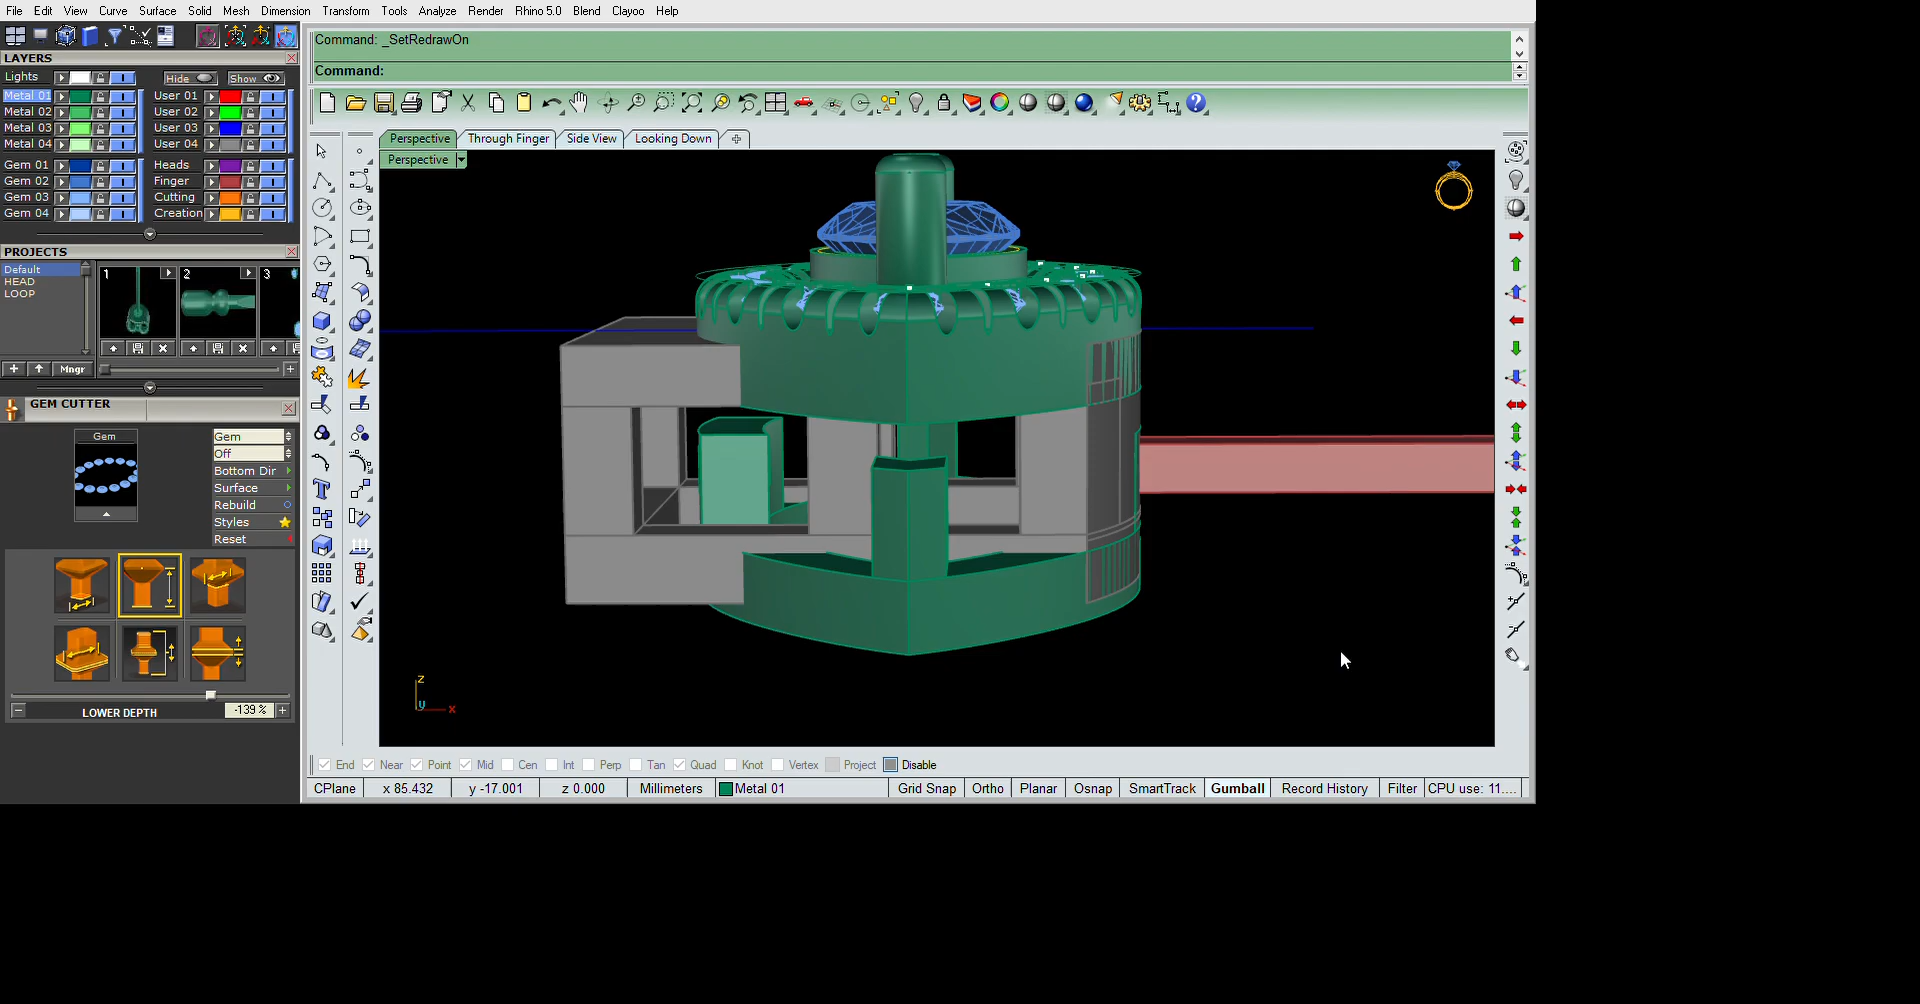 File Edit View Curve Surface Solid Mesh Dimension Transform Tools Analyze Render Rhino 5.0 Blend Clayoo Help
Command: _SetRedrawOn
Command:
LAYERS
Lights Hide Show
Metal 01 User 01
Metal 02 User 02
Metal 03 User 03
Metal 04 User 04
Gem 01 Heads
Gem 02 Finger
Gem 03 Cutting
Gem 04 Creation
PROJECTS
Default
HEAD
LOOP
1 2 3
Mngr
GEM CUTTER
Gem
Gem
Off
Bottom Dir
Surface
Rebuild
Styles
Reset
LOWER DEPTH -139 %
Perspective Through Finger Side View Looking Down
Perspective
z
y x
End Near Point Mid Cen Int Perp Tan Quad Knot Vertex Project Disable
CPlane x 85.432 y -17.001 z 0.000 Millimeters Metal 01 Grid Snap Ortho Planar Osnap SmartTrack Gumball Record History Filter CPU use: 11....